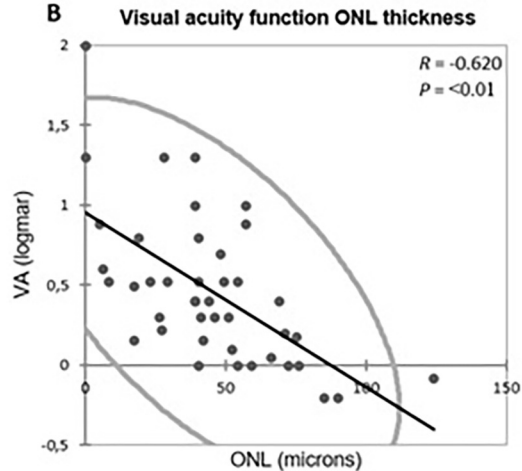 B
Visual acuity function ONL thickness
R = -0.620
P = <0.01
2
1,5
1
0,5
0
-0,5
0
50
100
150
VA (logmar)
ONL (microns)